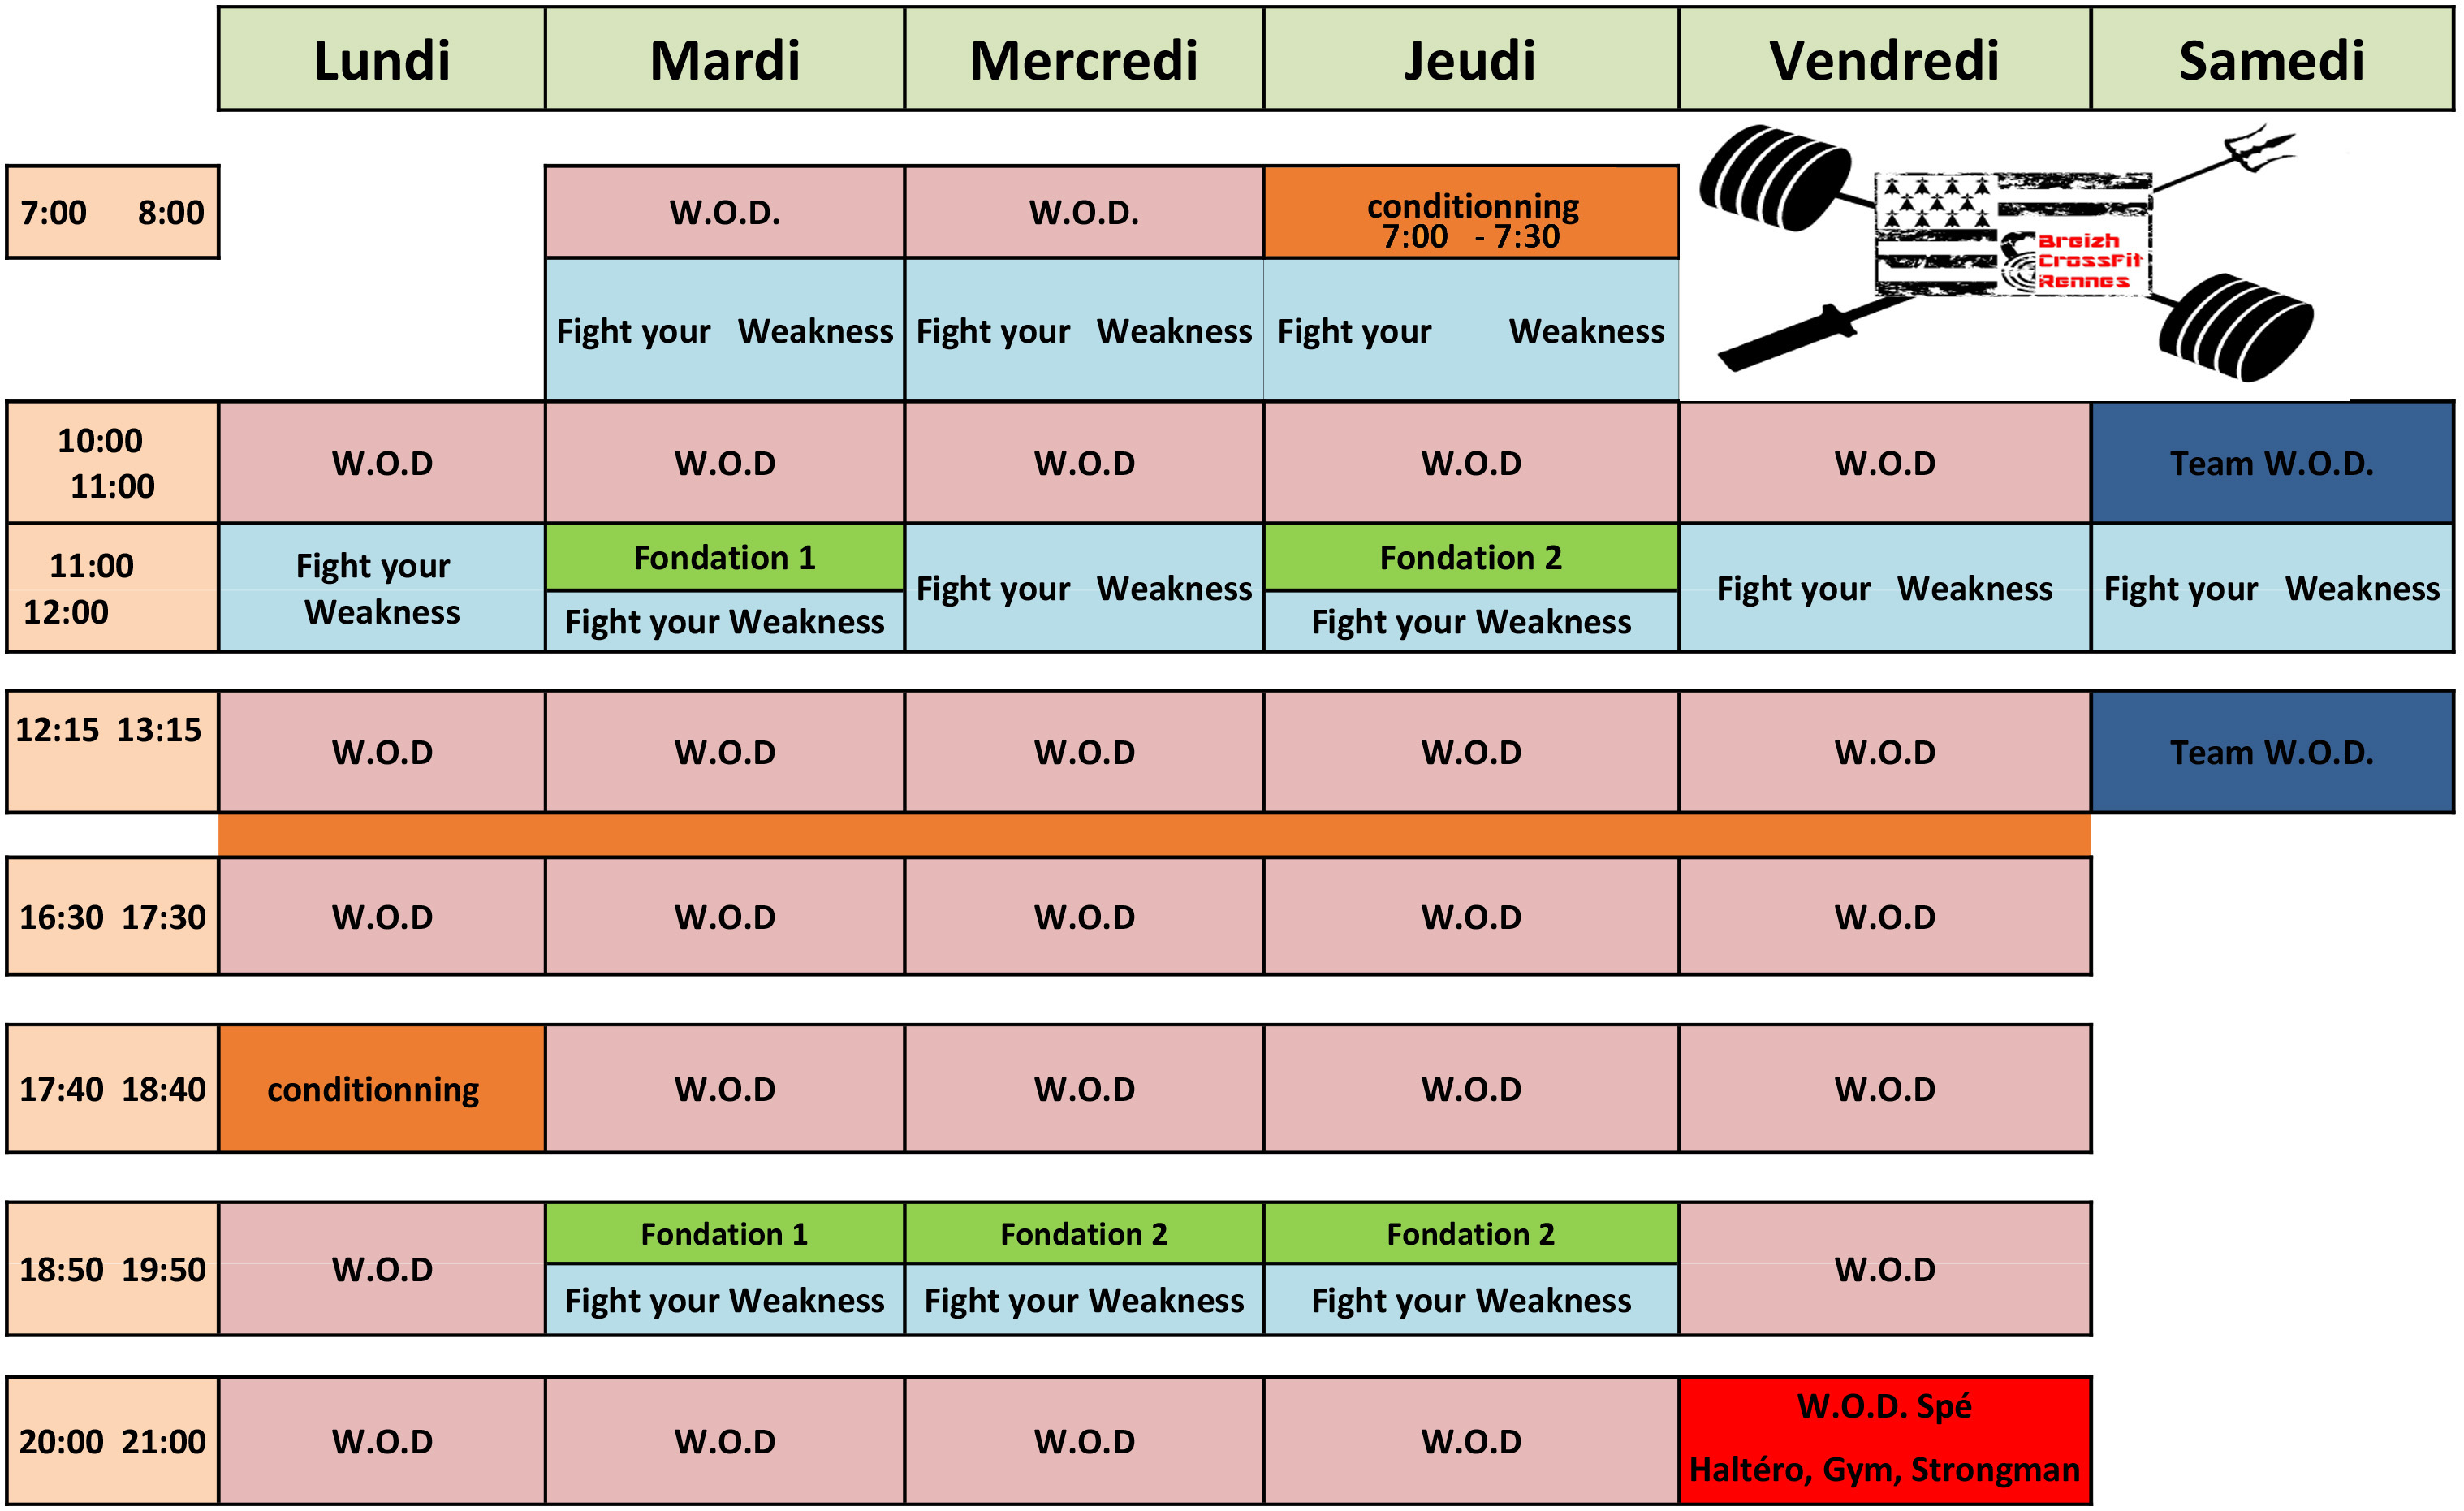 Lundi Mardi Mercredi Jeudi Vendredi Samedi
7:00 8:00 W.O.D. W.O.D. conditionning
7:00 - 7:30
Breizh
CrossFit
Rennes
Fight your Weakness Fight your Weakness Fight your Weakness
10:00
11:00
W.O.D W.O.D W.O.D W.O.D W.O.D Team W.O.D.
11:00
12:00
Fight your
Weakness
Fondation 1
Fight your Weakness
Fight your Weakness
Fondation 2
Fight your Weakness
Fight your Weakness
Fight your Weakness
12:15 13:15
W.O.D W.O.D W.O.D W.O.D W.O.D Team W.O.D.
16:30 17:30 W.O.D W.O.D W.O.D W.O.D W.O.D
17:40 18:40 conditionning W.O.D W.O.D W.O.D W.O.D
18:50 19:50 W.O.D
Fondation 1
Fight your Weakness
Fondation 2
Fight your Weakness
Fondation 2
Fight your Weakness
W.O.D
20:00 21:00 W.O.D W.O.D W.O.D W.O.D
W.O.D. Spé
Haltéro, Gym, Strongman